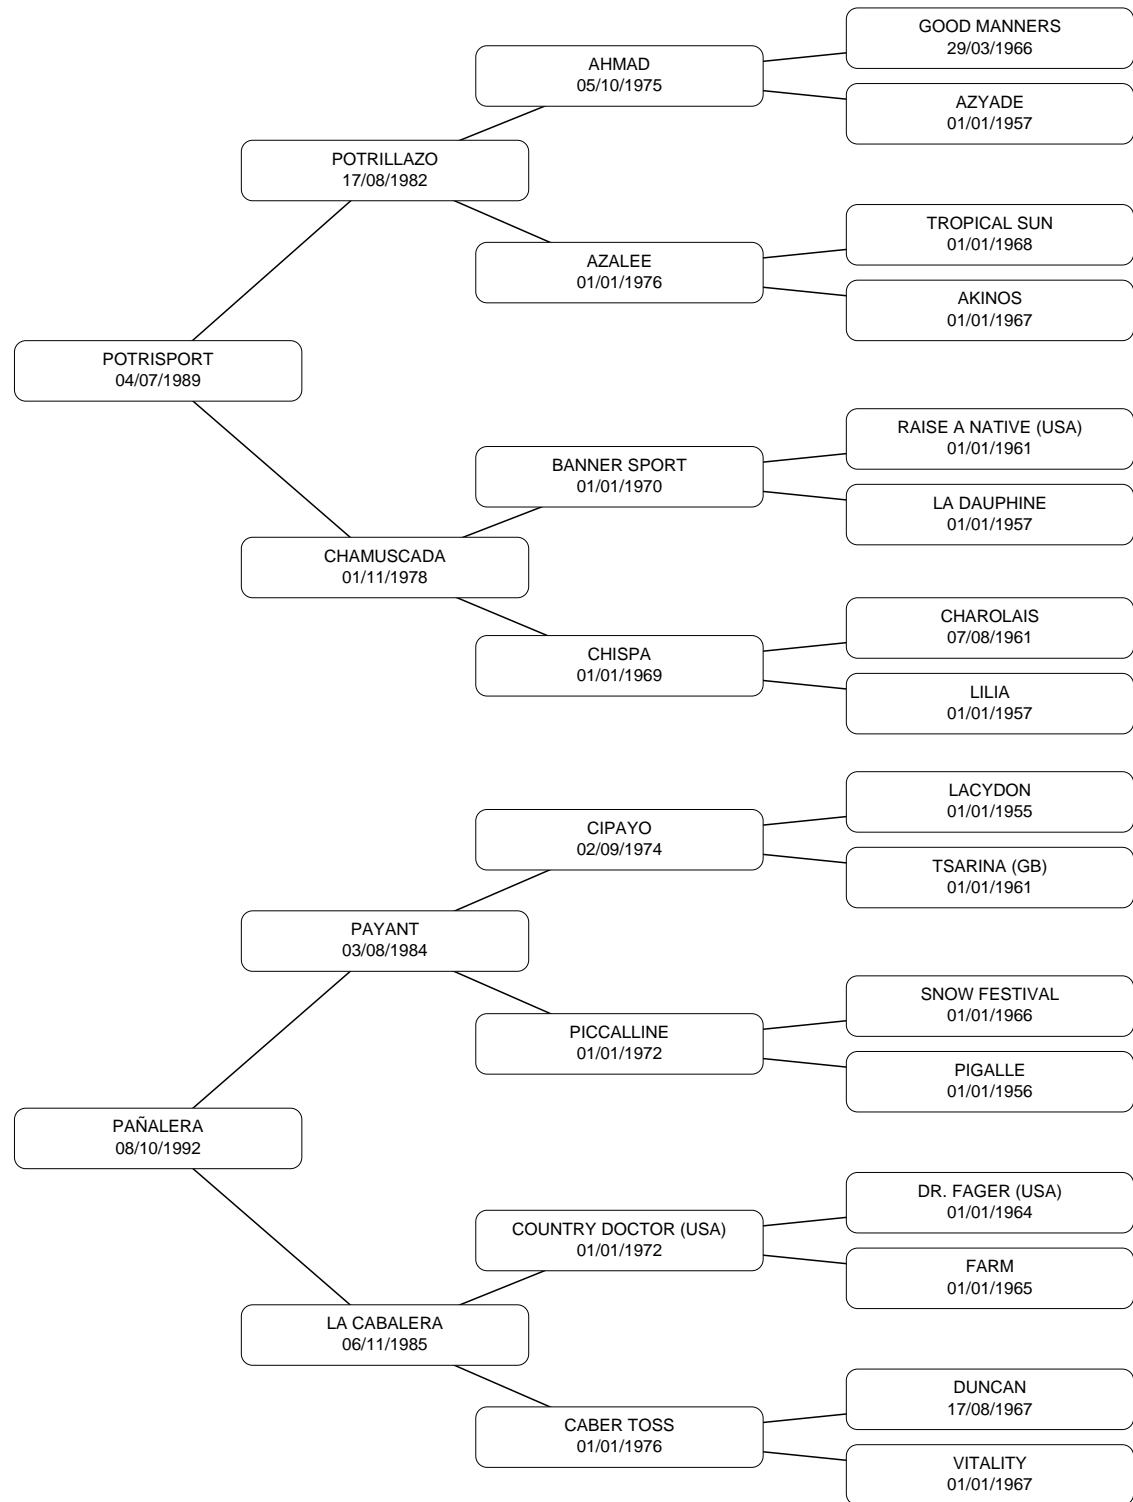 GOOD MANNERS
29/03/1966
AHMAD
05/10/1975
AZYADE
01/01/1957
POTRILLAZO
17/08/1982
TROPICAL SUN
01/01/1968
AZALEE
01/01/1976
AKINOS
01/01/1967
POTRISPORT
04/07/1989
RAISE A NATIVE (USA)
01/01/1961
BANNER SPORT
01/01/1970
LA DAUPHINE
01/01/1957
CHAMUSCADA
01/11/1978
CHAROLAIS
07/08/1961
CHISPA
01/01/1969
LILIA
01/01/1957
LACYDON
01/01/1955
CIPAYO
02/09/1974
TSARINA (GB)
01/01/1961
PAYANT
03/08/1984
SNOW FESTIVAL
01/01/1966
PICCALLINE
01/01/1972
PIGALLE
01/01/1956
PAÑALERA
08/10/1992
DR. FAGER (USA)
01/01/1964
COUNTRY DOCTOR (USA)
01/01/1972
FARM
01/01/1965
LA CABALERA
06/11/1985
DUNCAN
17/08/1967
CABER TOSS
01/01/1976
VITALITY
01/01/1967